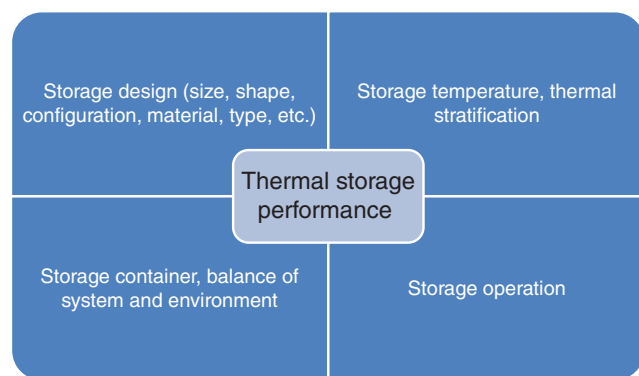 Storage design (size, shape,
configuration, material, type, etc.)
Storage temperature, thermal
stratification
Thermal storage
performance
Storage container, balance of
system and environment
Storage operation